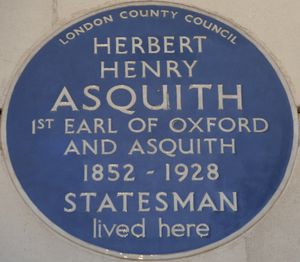 LONDON COUNTY COUNCIL
HERBERT
HENRY
ASQUITH
1ST EARL OF OXFORD
AND ASQUITH
1852 - 1928
STATESMAN
lived here